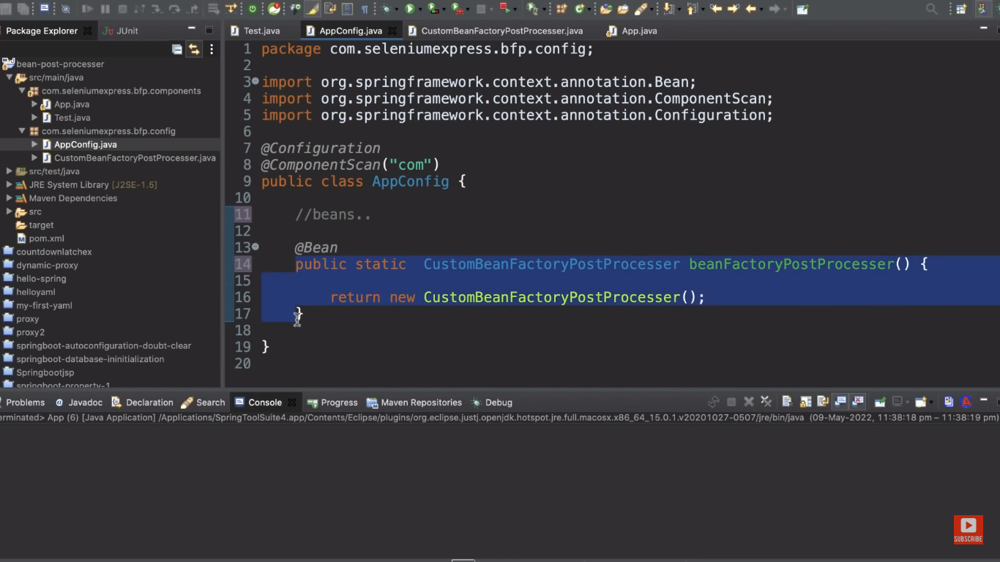 Package Explorer
JUnit
Test.java
AppConfig.java
CustomBeanFactoryPostProcesser.java
App.java
bean-post-processer
src/main/java
com.seleniumexpress.bfp.components
App.java
Test.java
com.seleniumexpress.bfp.config
AppConfig.java
CustomBeanFactoryPostProcesser.java
src/test/java
JRE System Library [J2SE-1.5]
Maven Dependencies
src
target
pom.xml
countdownlatchex
dynamic-proxy
hello-spring
helloyaml
my-first-yaml
proxy
proxy2
springboot-autoconfiguration-doubt-clear
springboot-database-ininitialization
Springbootjsp
springboot-property-1
1 package com.seleniumexpress.bfp.config;
2
3 import org.springframework.context.annotation.Bean;
4 import org.springframework.context.annotation.ComponentScan;
5 import org.springframework.context.annotation.Configuration;
6
7 @Configuration
8 @ComponentScan("com")
9 public class AppConfig {
10
11 //beans..
12
13 @Bean
14 public static CustomBeanFactoryPostProcesser beanFactoryPostProcesser() {
15
16 return new CustomBeanFactoryPostProcesser();
17 }
18
19 }
20
Problems
@ Javadoc
Declaration
Search
Console
Progress
Maven Repositories
Debug
erminated> App (6) [Java Application] /Applications/SpringToolSuite4.app/Contents/Eclipse/plugins/org.eclipse.justj.openjdk.hotspot.jre.full.macosx.x86_64_15.0.1.v20201027-0507/jre/bin/java (09-May-2022, 11:38:18 pm – 11:38:19 pm)
SUBSCRIBE